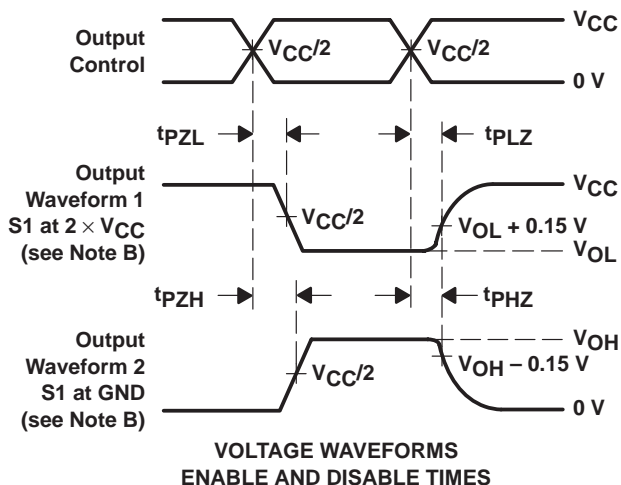 VCC
Output
Control
VCC/2
VCC/2
0 V
tPZL
tPLZ
Output
Waveform 1
S1 at 2 × VCC
(see Note B)
VCC
VCC/2
VOL + 0.15 V
VOL
tPZH
tPHZ
Output
Waveform 2
S1 at GND
(see Note B)
VOH
VCC/2
VOH – 0.15 V
0 V
VOLTAGE WAVEFORMS
ENABLE AND DISABLE TIMES